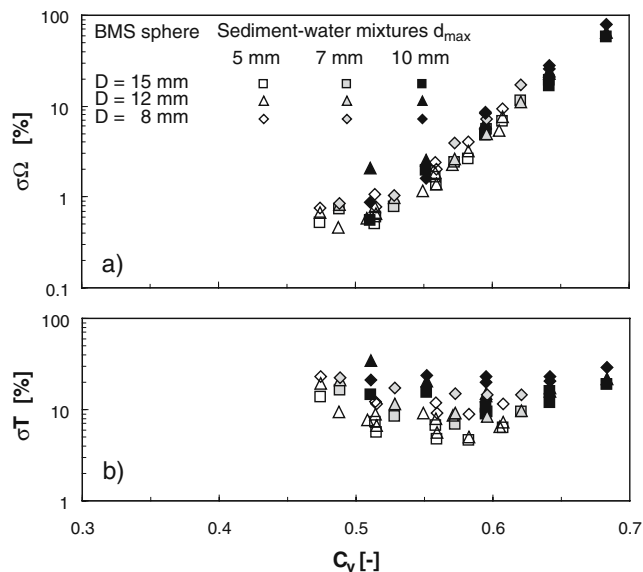 BMS sphere Sediment-water mixtures dmax
5 mm 7 mm 10 mm
D = 15 mm
D = 12 mm
D = 8 mm
100
10
1
0.1
σΩ [%]
a)
100
10
1
σT [%]
b)
0.3 0.4 0.5 0.6 0.7
Cv [-]